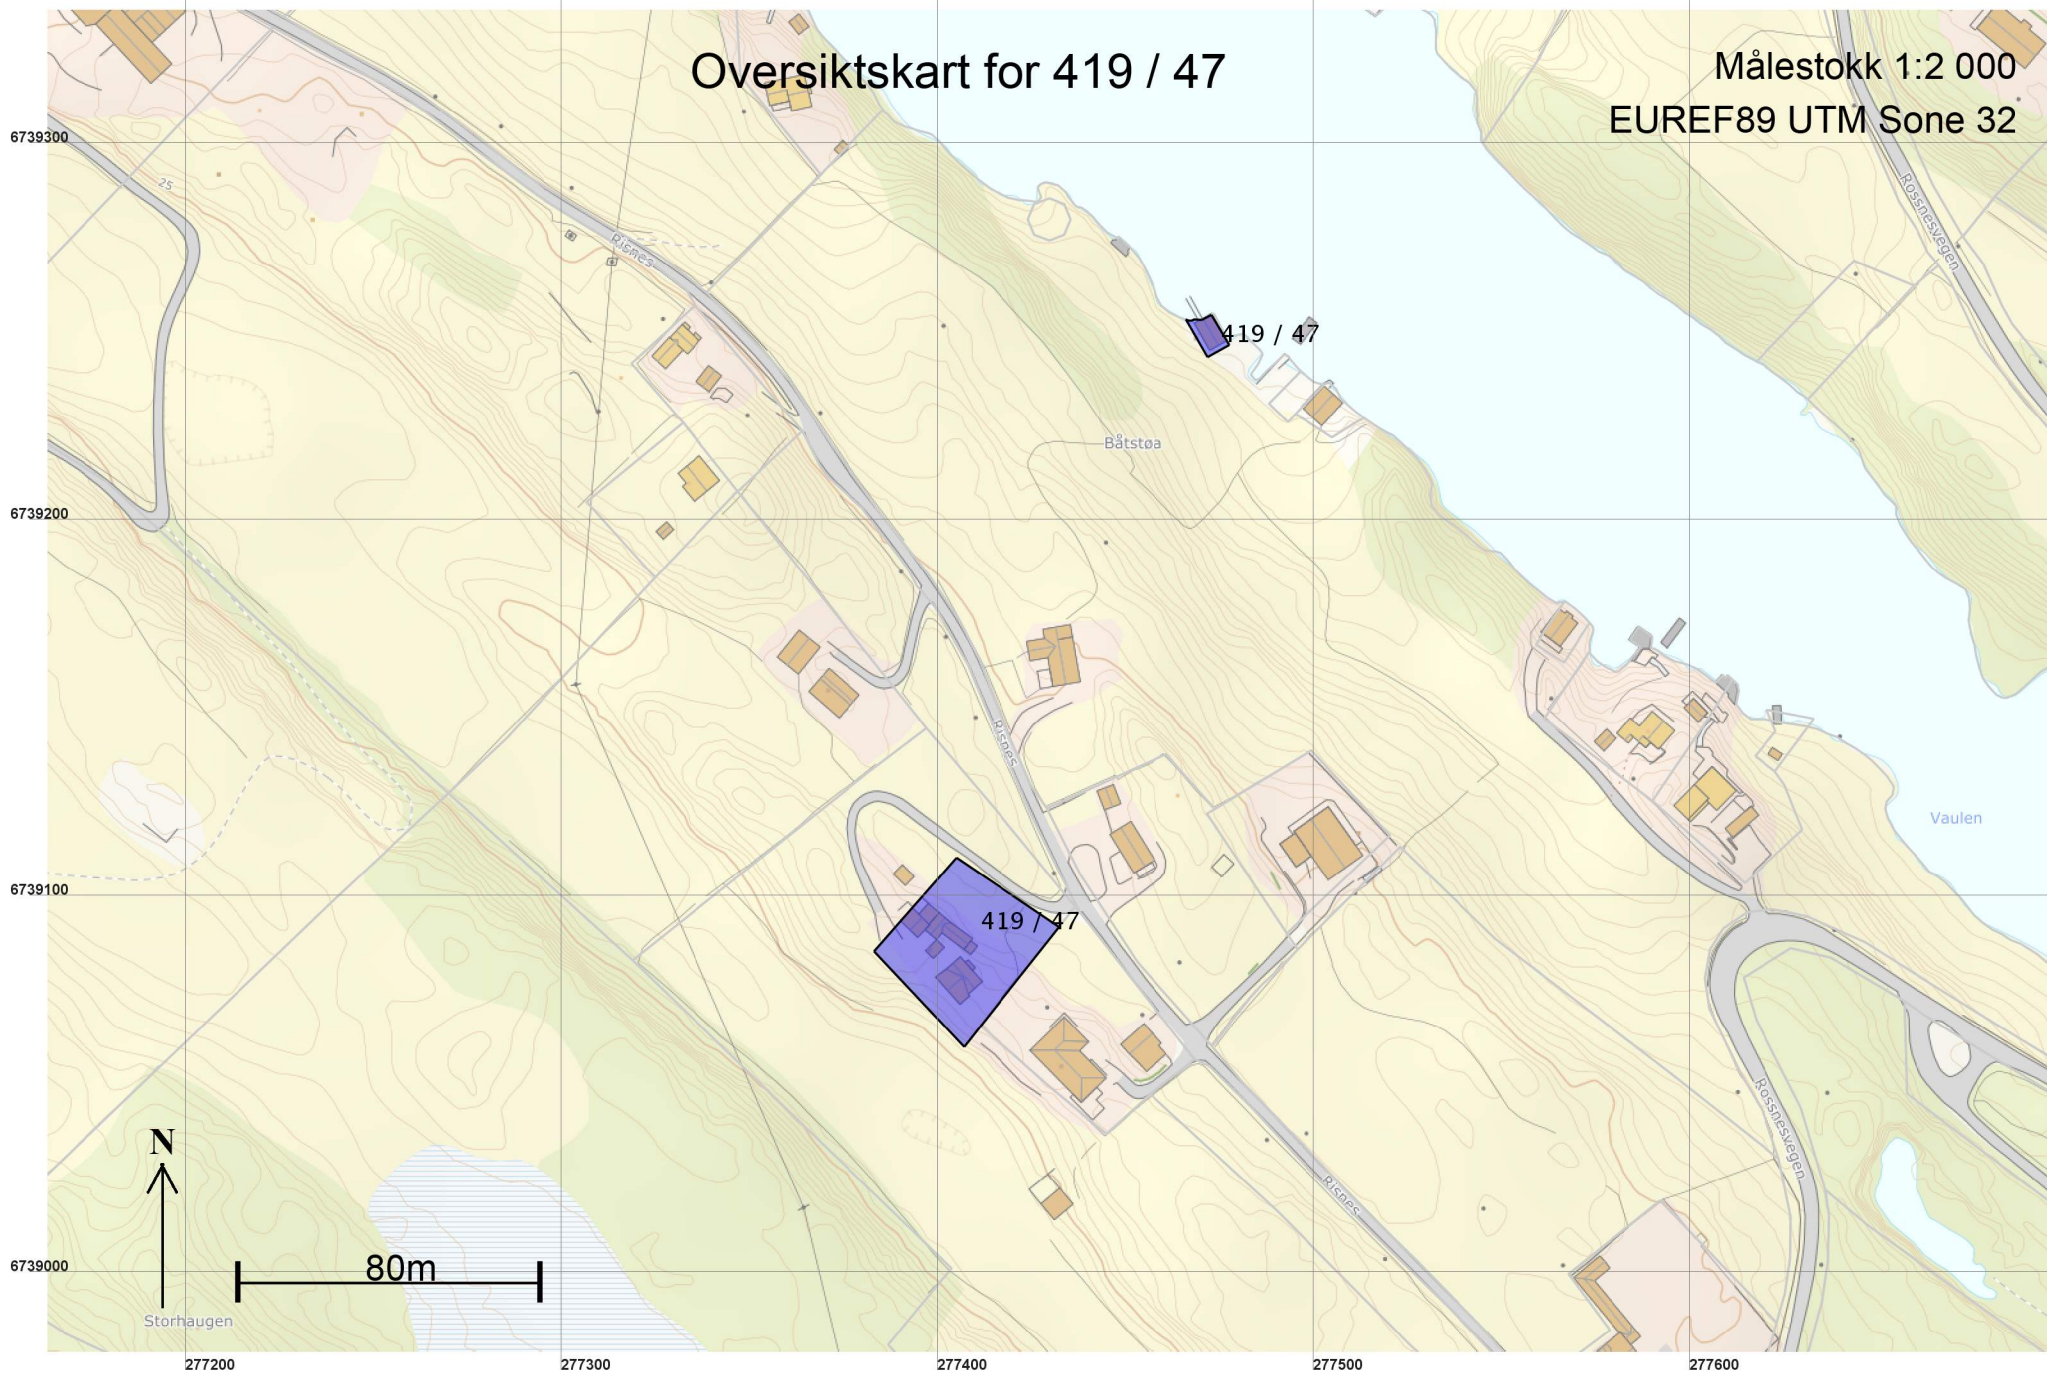 Oversiktskart for 419 / 47
Målestokk 1:2 000
EUREF89 UTM Sone 32
6739300
25
Rossnesvegen
Risnes
419 / 47
Båtstøa
6739200
Risnes
Vaulen
6739100
419 / 47
Rossnesvegen
N
Risnes
80m
6739000
Storhaugen
277200
277300
277400
277500
277600